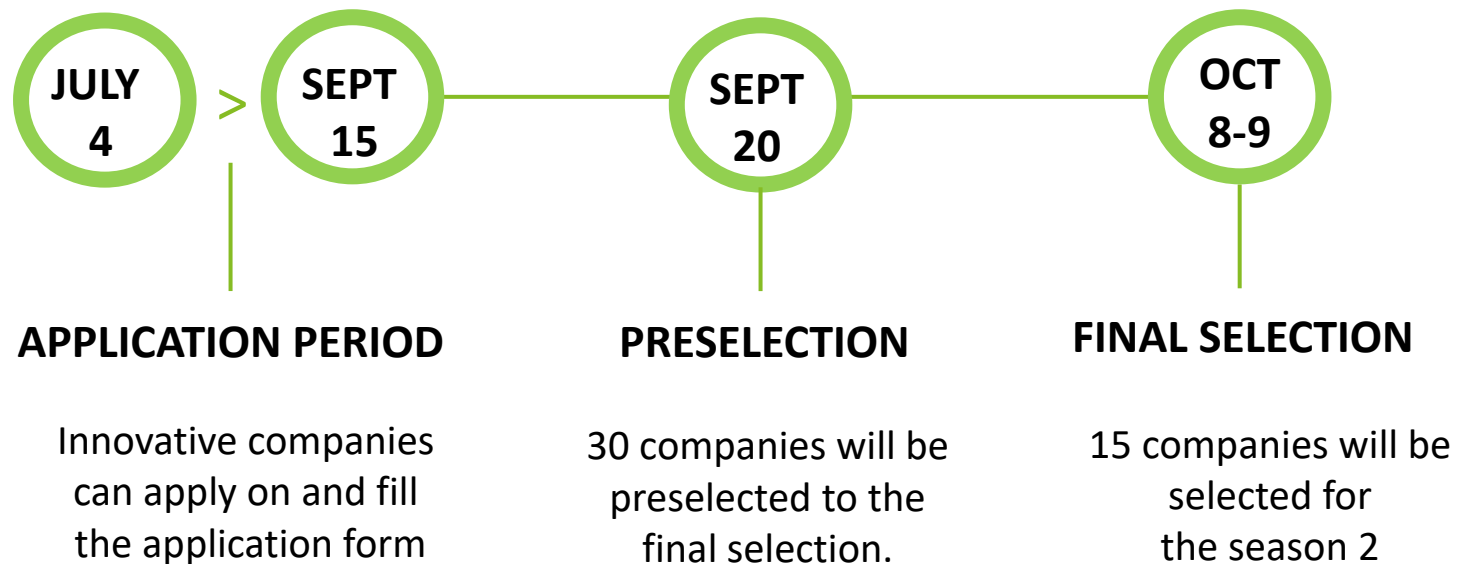 JULY
4
>
SEPT
15
SEPT
20
OCT
8-9
APPLICATION PERIOD
Innovative companies
can apply on and fill
the application form
PRESELECTION
30 companies will be
preselected to the
final selection.
FINAL SELECTION
15 companies will be
selected for
the season 2